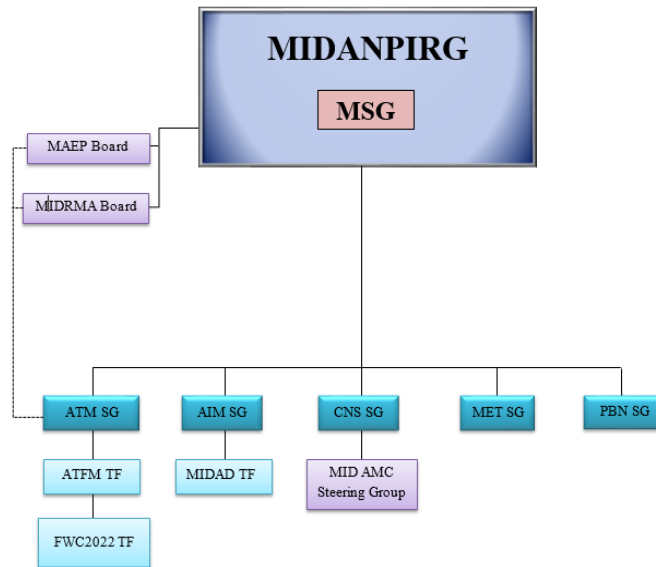 MIDANPIRG
MSG
MAEP Board
MIDRMA Board
ATM SG
AIM SG
CNS SG
MET SG
PBN SG
ATFM TF
MIDAD TF
MID AMC
Steering Group
FWC2022 TF